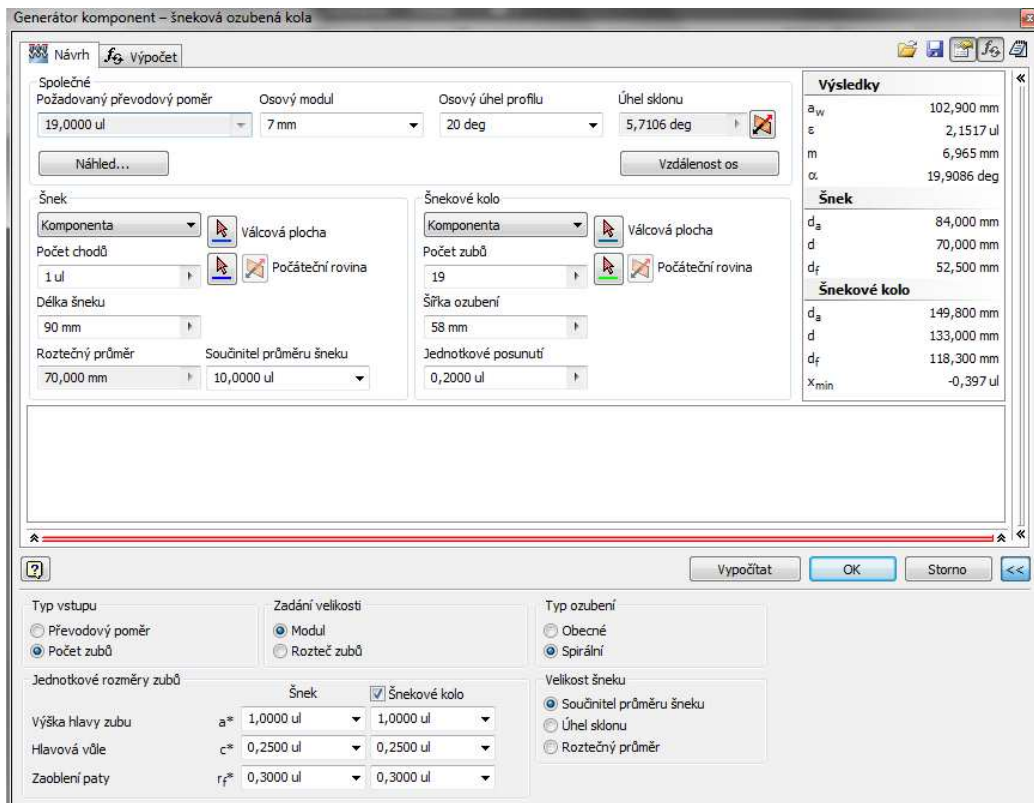 Generátor komponent – šneková ozubená kola
Návrh
Výpočet
Společné
Požadovaný převodový poměr Osový modul Osový úhel profilu Úhel sklonu
19,0000 ul 7 mm 20 deg 5,7106 deg
Náhled... Vzdálenost os
Šnek
Komponenta
Válcová plocha
Počet chodů
1 ul
Počáteční rovina
Délka šneku
90 mm
Roztečný průměr Součinitel průměru šneku
70,000 mm 10,0000 ul
Šnekové kolo
Komponenta
Válcová plocha
Počet zubů
19
Počáteční rovina
Šířka ozubení
58 mm
Jednotkové posunutí
0,2000 ul
Výsledky
aw 102,900 mm
ε 2,1517 ul
m 6,965 mm
α 19,9086 deg
Šnek
da 84,000 mm
d 70,000 mm
df 52,500 mm
Šnekové kolo
da 149,800 mm
d 133,000 mm
df 118,300 mm
xmin -0,397 ul
Vypočítat OK Storno <<
Typ vstupu
Převodový poměr
Počet zubů
Zadání velikosti
Modul
Rozteč zubů
Typ ozubení
Obecné
Spirální
Jednotkové rozměry zubů
Šnek Šnekové kolo
Výška hlavy zubu a* 1,0000 ul 1,0000 ul
Hlavová vůle c* 0,2500 ul 0,2500 ul
Zaoblení paty rf* 0,3000 ul 0,3000 ul
Velikost šneku
Součinitel průměru šneku
Úhel sklonu
Roztečný průměr